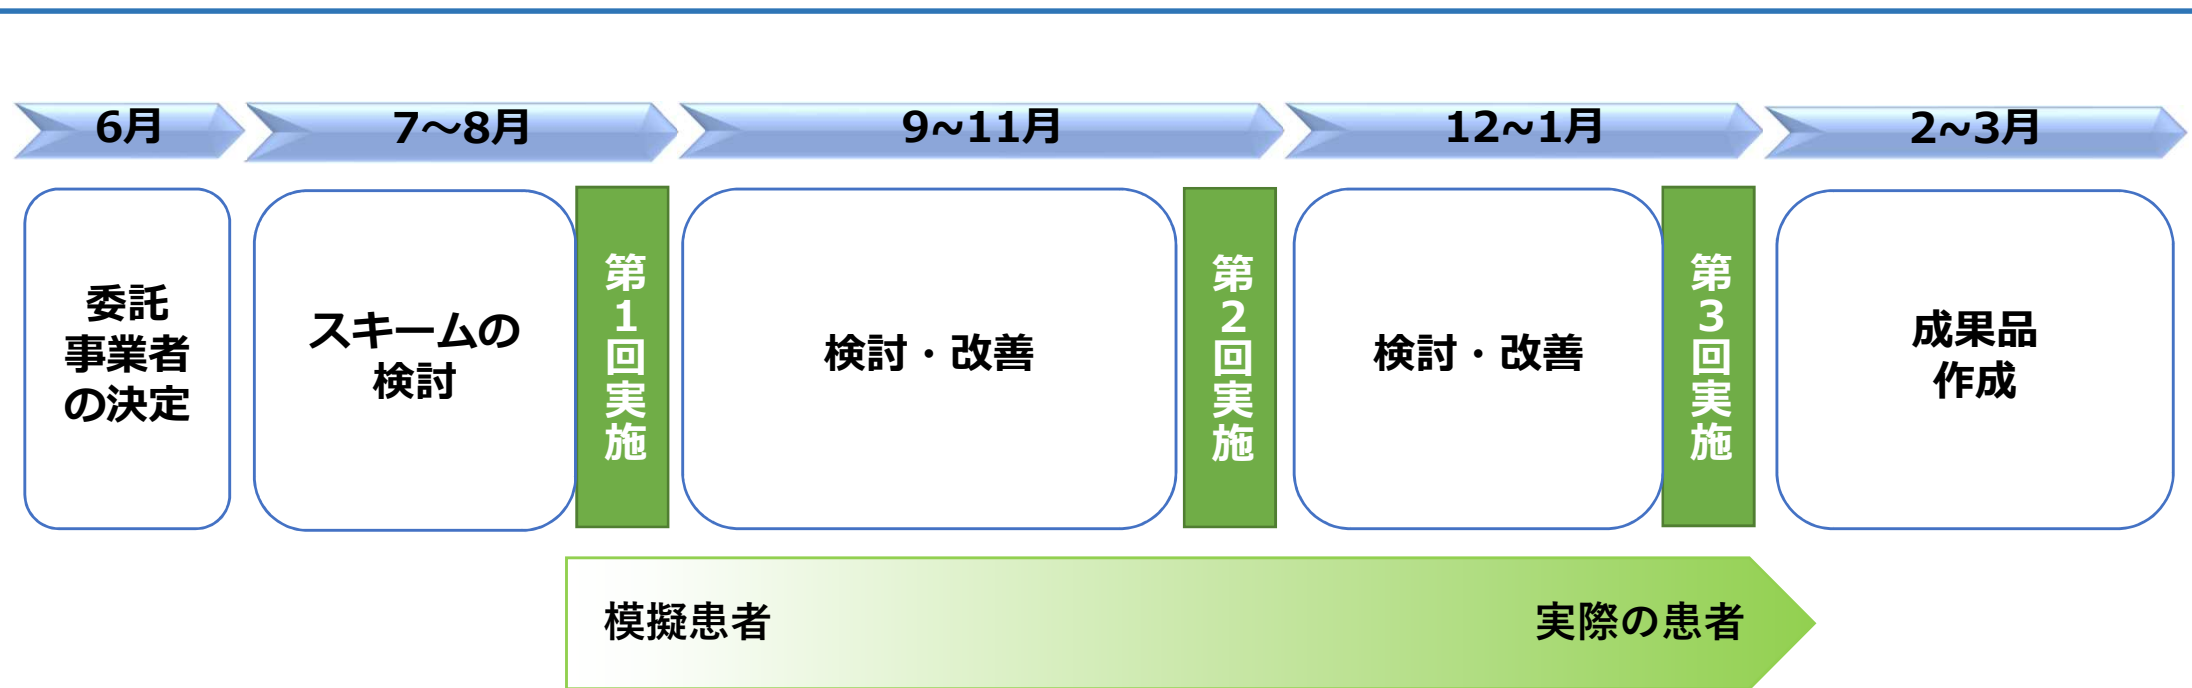 6月
7～8月
9~11月
12~1月
2~3月
委託
事業者
の決定
スキームの
検討
第1回実施
検討・改善
第2回実施
検討・改善
第3回実施
成果品
作成
模擬患者
実際の患者